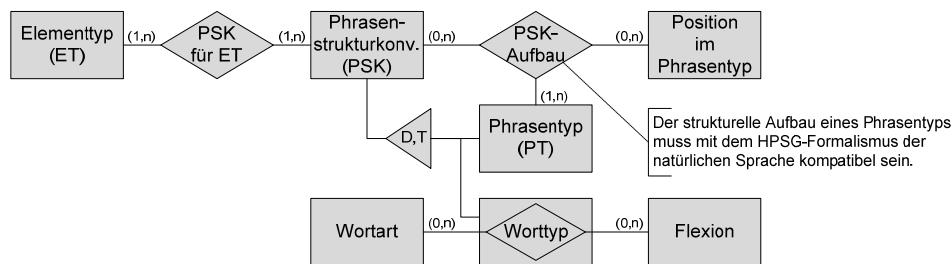 Elementtyp
(ET)
(1,n)
PSK
für ET
(1,n)
Phrasen-
strukturkonv.
(PSK)
(0,n)
PSK-
Aufbau
(0,n)
Position
im
Phrasentyp
(1,n)
D,T
Phrasentyp
(PT)
Der strukturelle Aufbau eines Phrasentyps
muss mit dem HPSG-Formalismus der
natürlichen Sprache kompatibel sein.
Wortart
(0,n)
Worttyp
(0,n)
Flexion